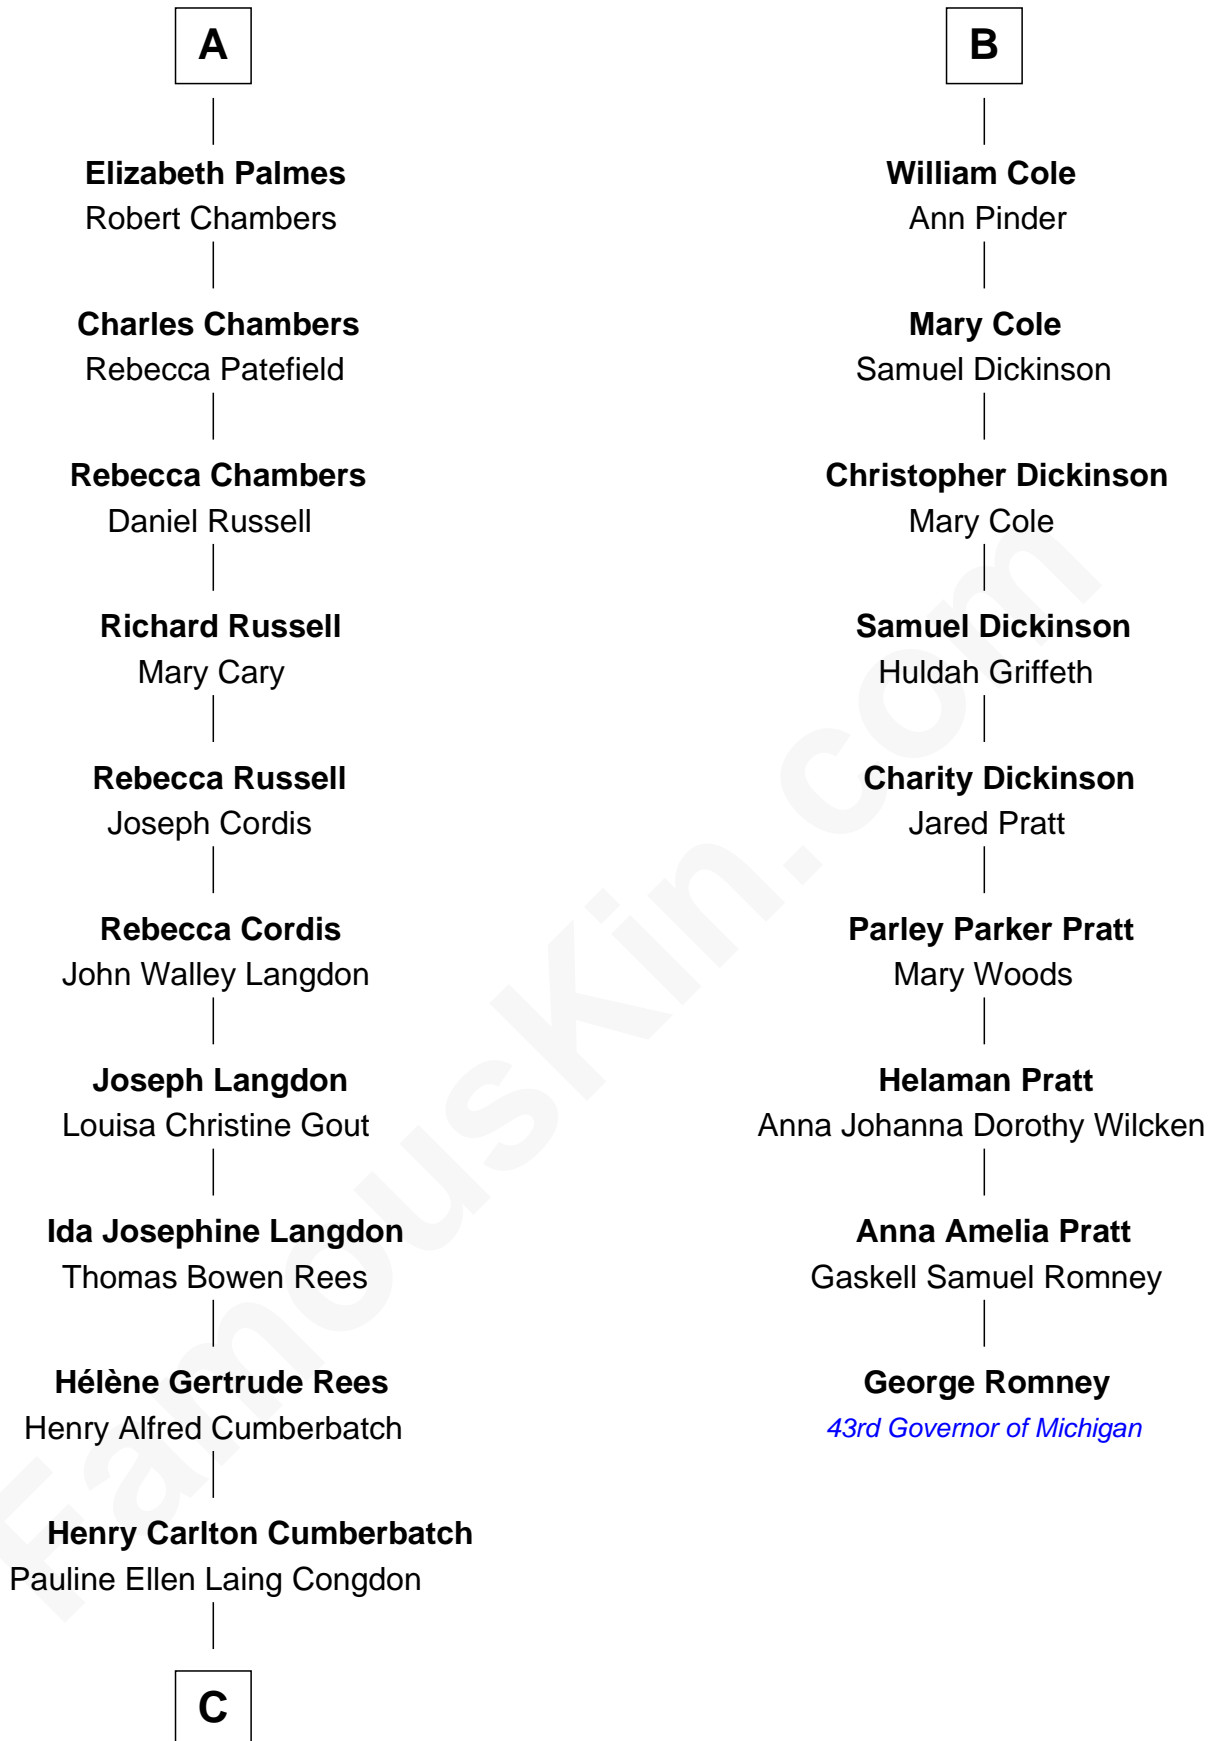 A
Elizabeth Palmes
Robert Chambers
Charles Chambers
Rebecca Patefield
Rebecca Chambers
Daniel Russell
Richard Russell
Mary Cary
Rebecca Russell
Joseph Cordis
Rebecca Cordis
John Walley Langdon
Joseph Langdon
Louisa Christine Gout
Ida Josephine Langdon
Thomas Bowen Rees
Hélène Gertrude Rees
Henry Alfred Cumberbatch
Henry Carlton Cumberbatch
Pauline Ellen Laing Congdon
C
B
William Cole
Ann Pinder
Mary Cole
Samuel Dickinson
Christopher Dickinson
Mary Cole
Samuel Dickinson
Huldah Griffeth
Charity Dickinson
Jared Pratt
Parley Parker Pratt
Mary Woods
Helaman Pratt
Anna Johanna Dorothy Wilcken
Anna Amelia Pratt
Gaskell Samuel Romney
George Romney
43rd Governor of Michigan
FamousKin.com